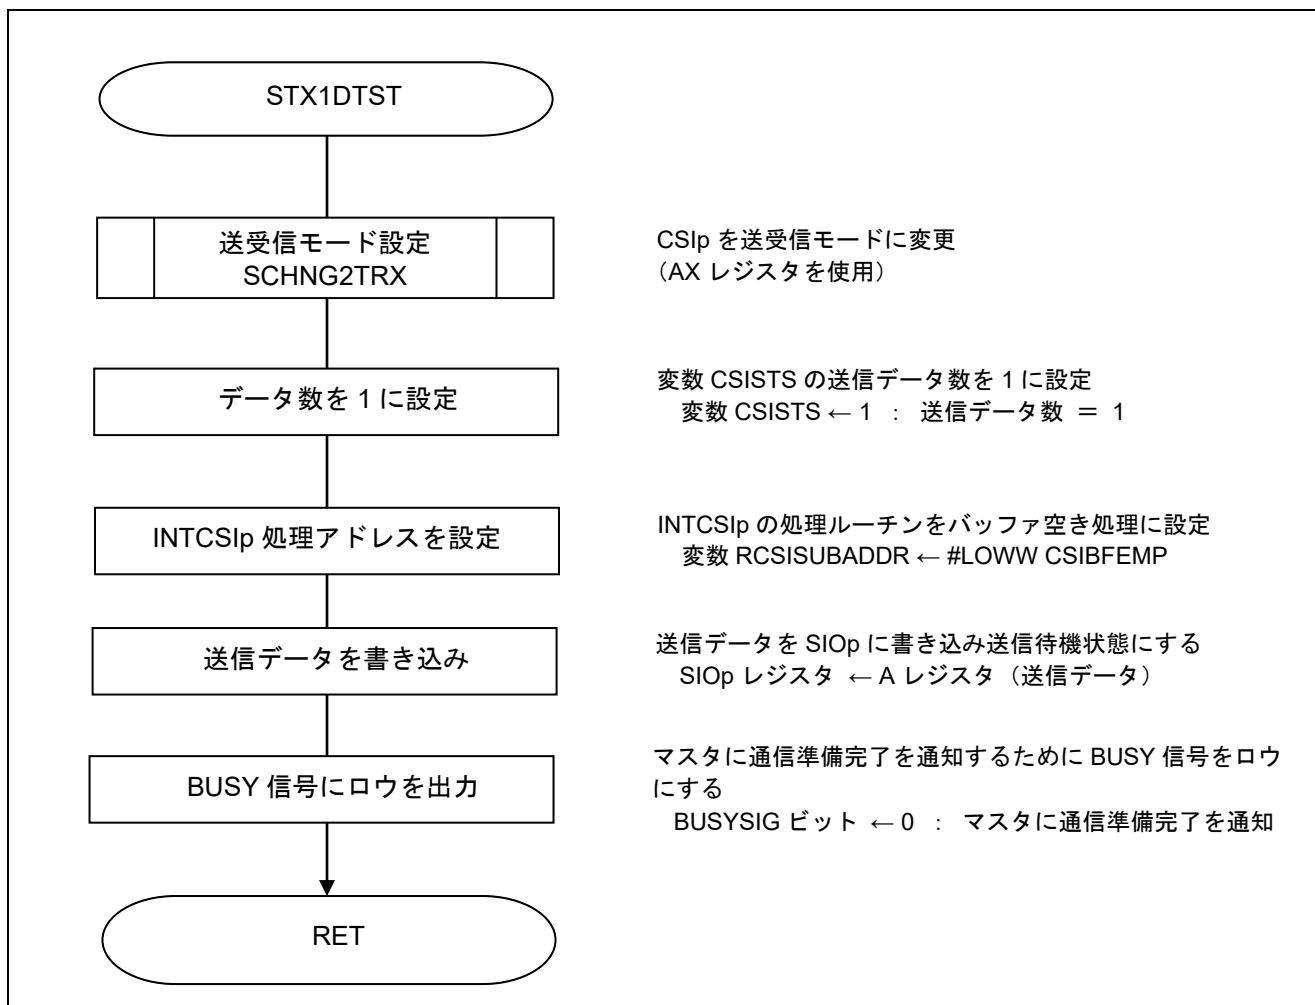 STX1DTST
送受信モード設定
SCHNG2TRX
CSIp を送受信モードに変更
（AX レジスタを使用）
データ数を 1 に設定
変数 CSISTS の送信データ数を 1 に設定
変数 CSISTS ← 1 ： 送信データ数 ＝ 1
INTCSIp 処理アドレスを設定
INTCSIp の処理ルーチンをバッファ空き処理に設定
変数 RCSISUBADDR ← #LOWW CSIBFEMP
送信データを書き込み
送信データを SIOp に書き込み送信待機状態にする
SIOp レジスタ ← A レジスタ（送信データ）
BUSY 信号にロウを出力
マスタに通信準備完了を通知するために BUSY 信号をロウ
にする
BUSYSIG ビット ← 0 ： マスタに通信準備完了を通知
RET